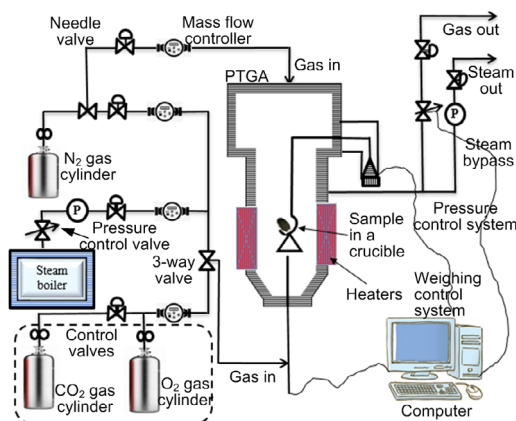 Needle
valve
Mass flow
controller
Gas in
PTGA
Gas out
Steam
out
P
Steam
bypass
N₂ gas
cylinder
P
Pressure
control valve
Steam
boiler
3-way
valve
Sample
in a
crucible
Heaters
Pressure
control system
Weighing
control
system
Control
valves
CO₂ gas
cylinder
O₂ gas
cylinder
Gas in
Computer